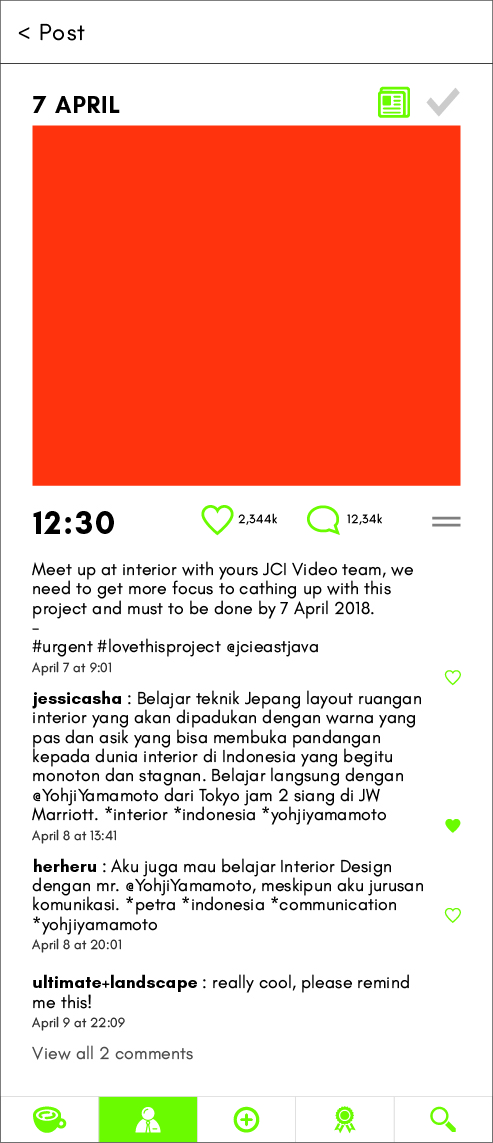 < Post
7 APRIL
12:30
2,344k
12,34k
Meet up at interior with yours JCI Video team, we
need to get more focus to cathing up with this
project and must to be done by 7 April 2018.
-
#urgent #lovethisproject @jcieastjava
April 7 at 9:01
jessicasha : Belajar teknik Jepang layout ruangan
interior yang akan dipadukan dengan warna yang
pas dan asik yang bisa membuka pandangan
kepada dunia interior di Indonesia yang begitu
monoton dan stagnan. Belajar langsung dengan
@YohjiYamamoto dari Tokyo jam 2 siang di JW
Marriott. *interior *indonesia *yohjiyamamoto
April 8 at 13:41
herheru : Aku juga mau belajar Interior Design
dengan mr. @YohjiYamamoto, meskipun aku jurusan
komunikasi. *petra *indonesia *communication
*yohjiyamamoto
April 8 at 20:01
ultimate+landscape : really cool, please remind
me this!
April 9 at 22:09
View all 2 comments